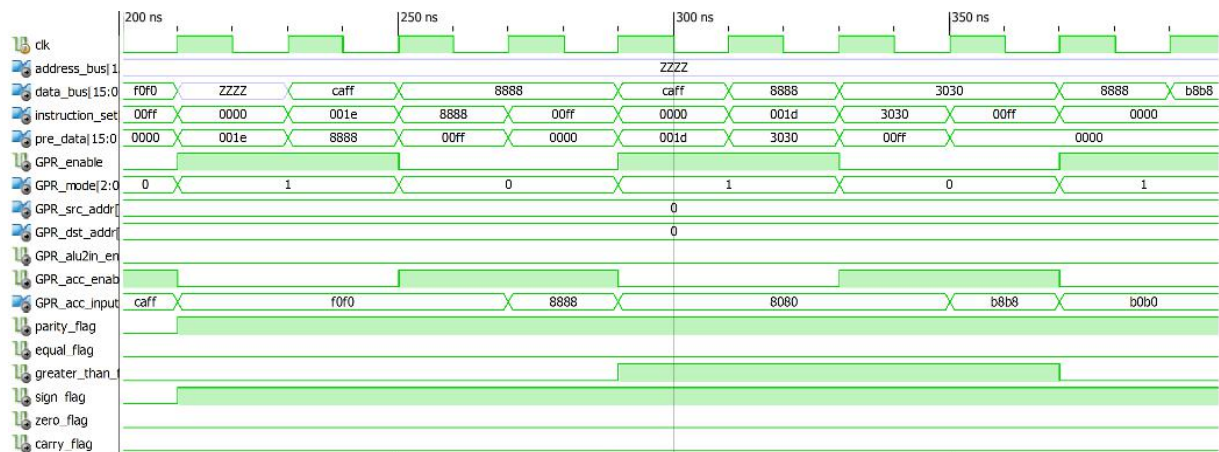 200 ns 250 ns 300 ns 350 ns
clk
address_bus[1 ZZZZ
data_bus[15:0 f0f0 ZZZZ caff 8888 caff 8888 3030 8888 b8b8
instruction_set 00ff 0000 001e 8888 00ff 0000 001d 3030 00ff 0000
pre_data[15:0 0000 001e 8888 00ff 0000 001d 3030 00ff 0000
GPR_enable
GPR_mode[2:0 0 1 0 1 0 1
GPR_src_addr[ 0
GPR_dst_addr[ 0
GPR_alu2in_en
GPR_acc_enab
GPR_acc_input caff f0f0 8888 8080 b8b8 b0b0
parity_flag
equal_flag
greater_than_f
sign_flag
zero_flag
carry_flag